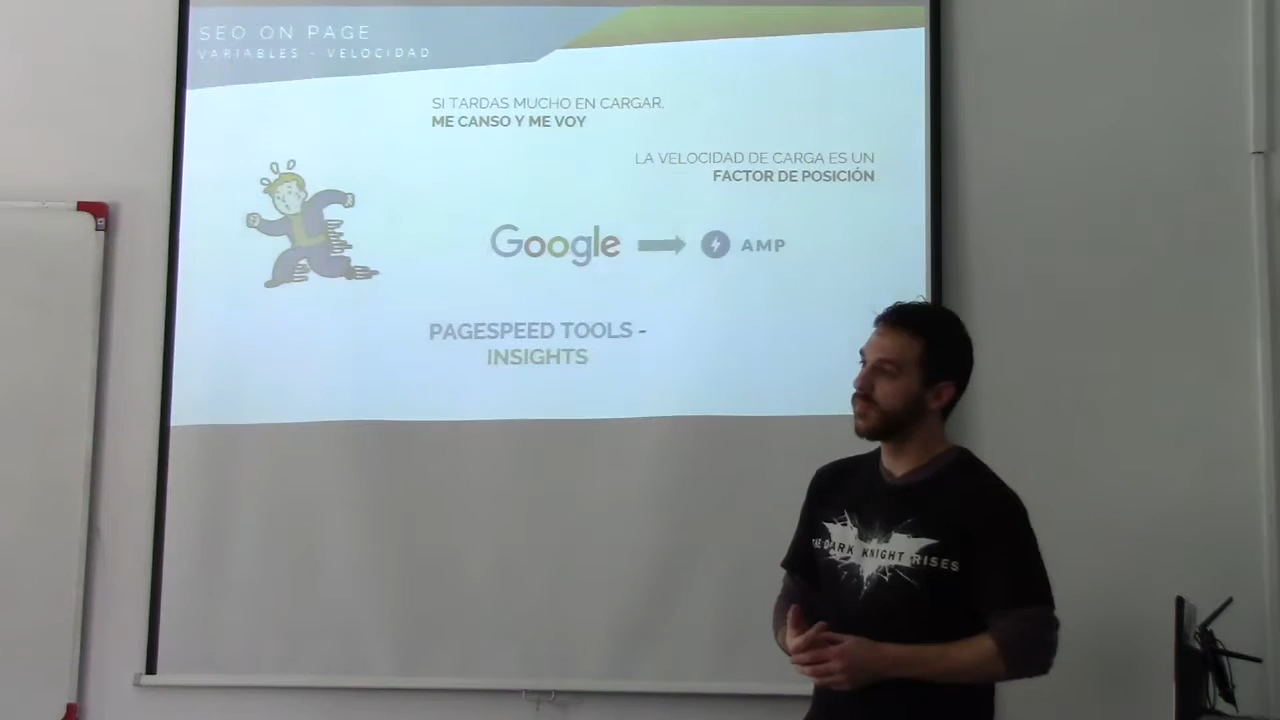 SEO ON PAGE
VARIABLES - VELOCIDAD
SI TARDAS MUCHO EN CARGAR.
ME CANSO Y ME VOY
LA VELOCIDAD DE CARGA ES UN
FACTOR DE POSICIÓN
Google AMP
PAGESPEED TOOLS -
INSIGHTS
THE DARK KNIGHT RISES